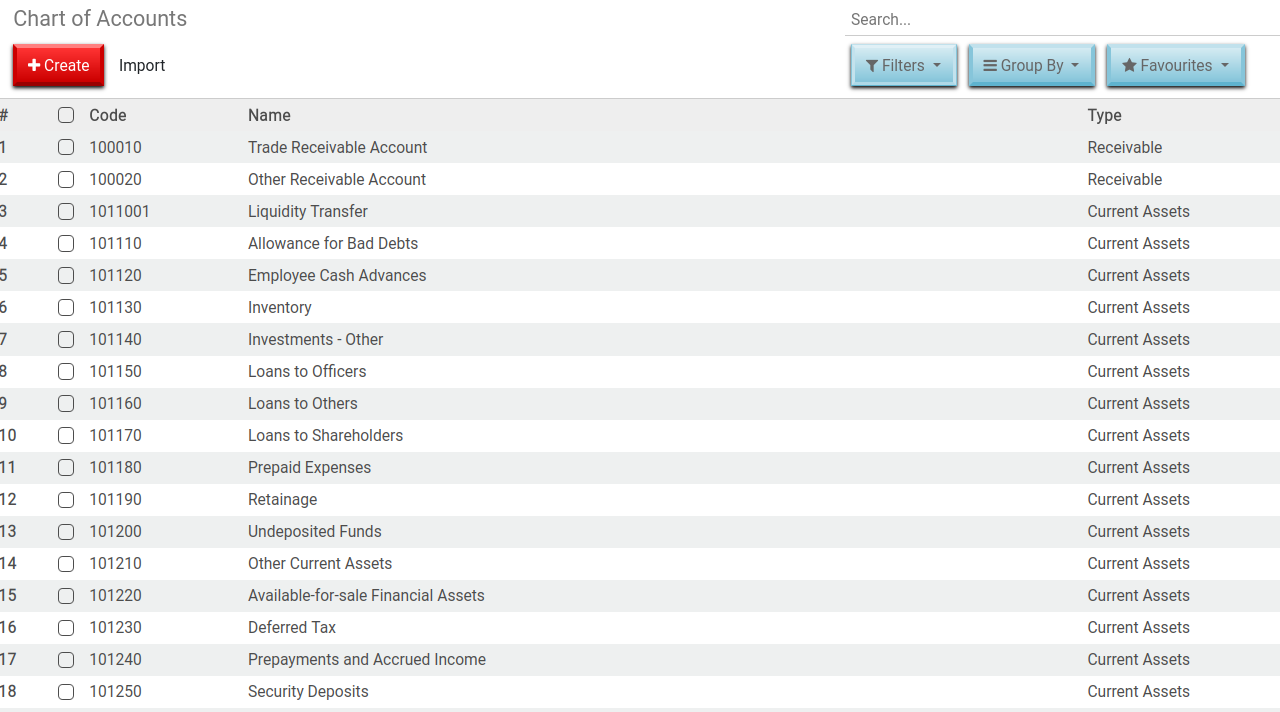 Chart of Accounts
Search...
Create Import Filters Group By Favourites
# Code Name Type
1 100010 Trade Receivable Account Receivable
2 100020 Other Receivable Account Receivable
3 1011001 Liquidity Transfer Current Assets
4 101110 Allowance for Bad Debts Current Assets
5 101120 Employee Cash Advances Current Assets
6 101130 Inventory Current Assets
7 101140 Investments - Other Current Assets
8 101150 Loans to Officers Current Assets
9 101160 Loans to Others Current Assets
10 101170 Loans to Shareholders Current Assets
11 101180 Prepaid Expenses Current Assets
12 101190 Retainage Current Assets
13 101200 Undeposited Funds Current Assets
14 101210 Other Current Assets Current Assets
15 101220 Available-for-sale Financial Assets Current Assets
16 101230 Deferred Tax Current Assets
17 101240 Prepayments and Accrued Income Current Assets
18 101250 Security Deposits Current Assets